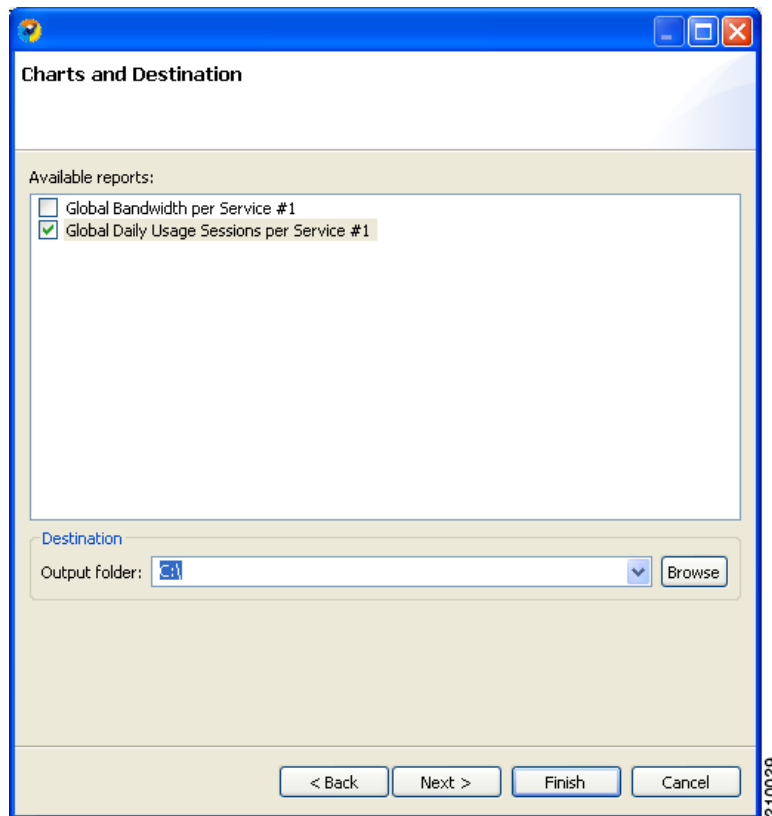 Charts and Destination
Available reports:
Global Bandwidth per Service #1
Global Daily Usage Sessions per Service #1
Destination
Output folder: C:\ Browse
< Back Next > Finish Cancel
210029